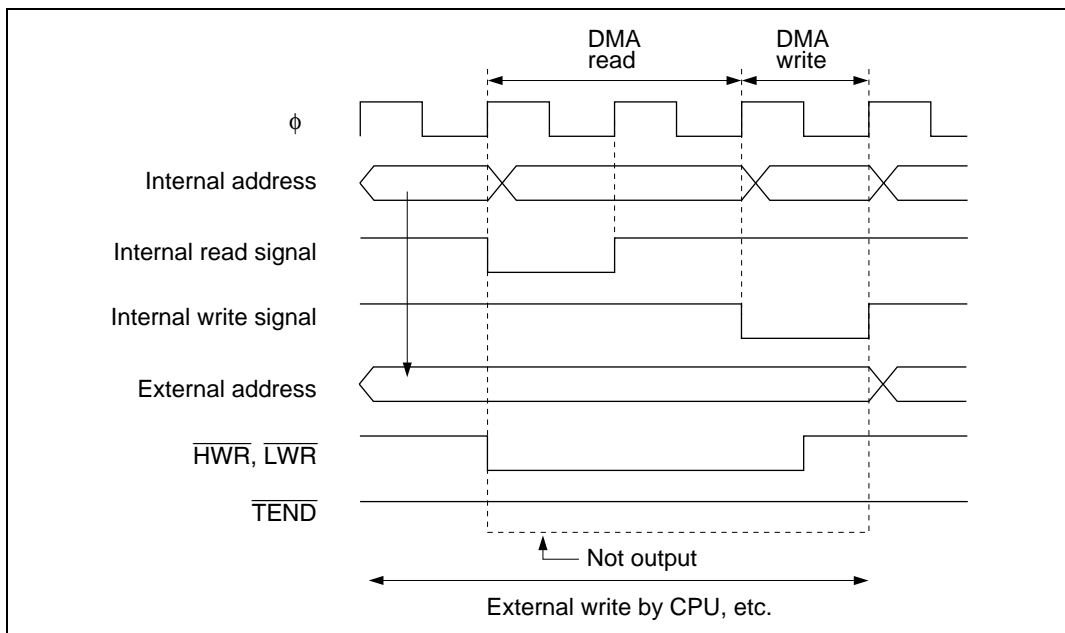 DMA
read
DMA
write
ϕ
Internal address
Internal read signal
Internal write signal
External address
HWR, LWR
TEND
Not output
External write by CPU, etc.